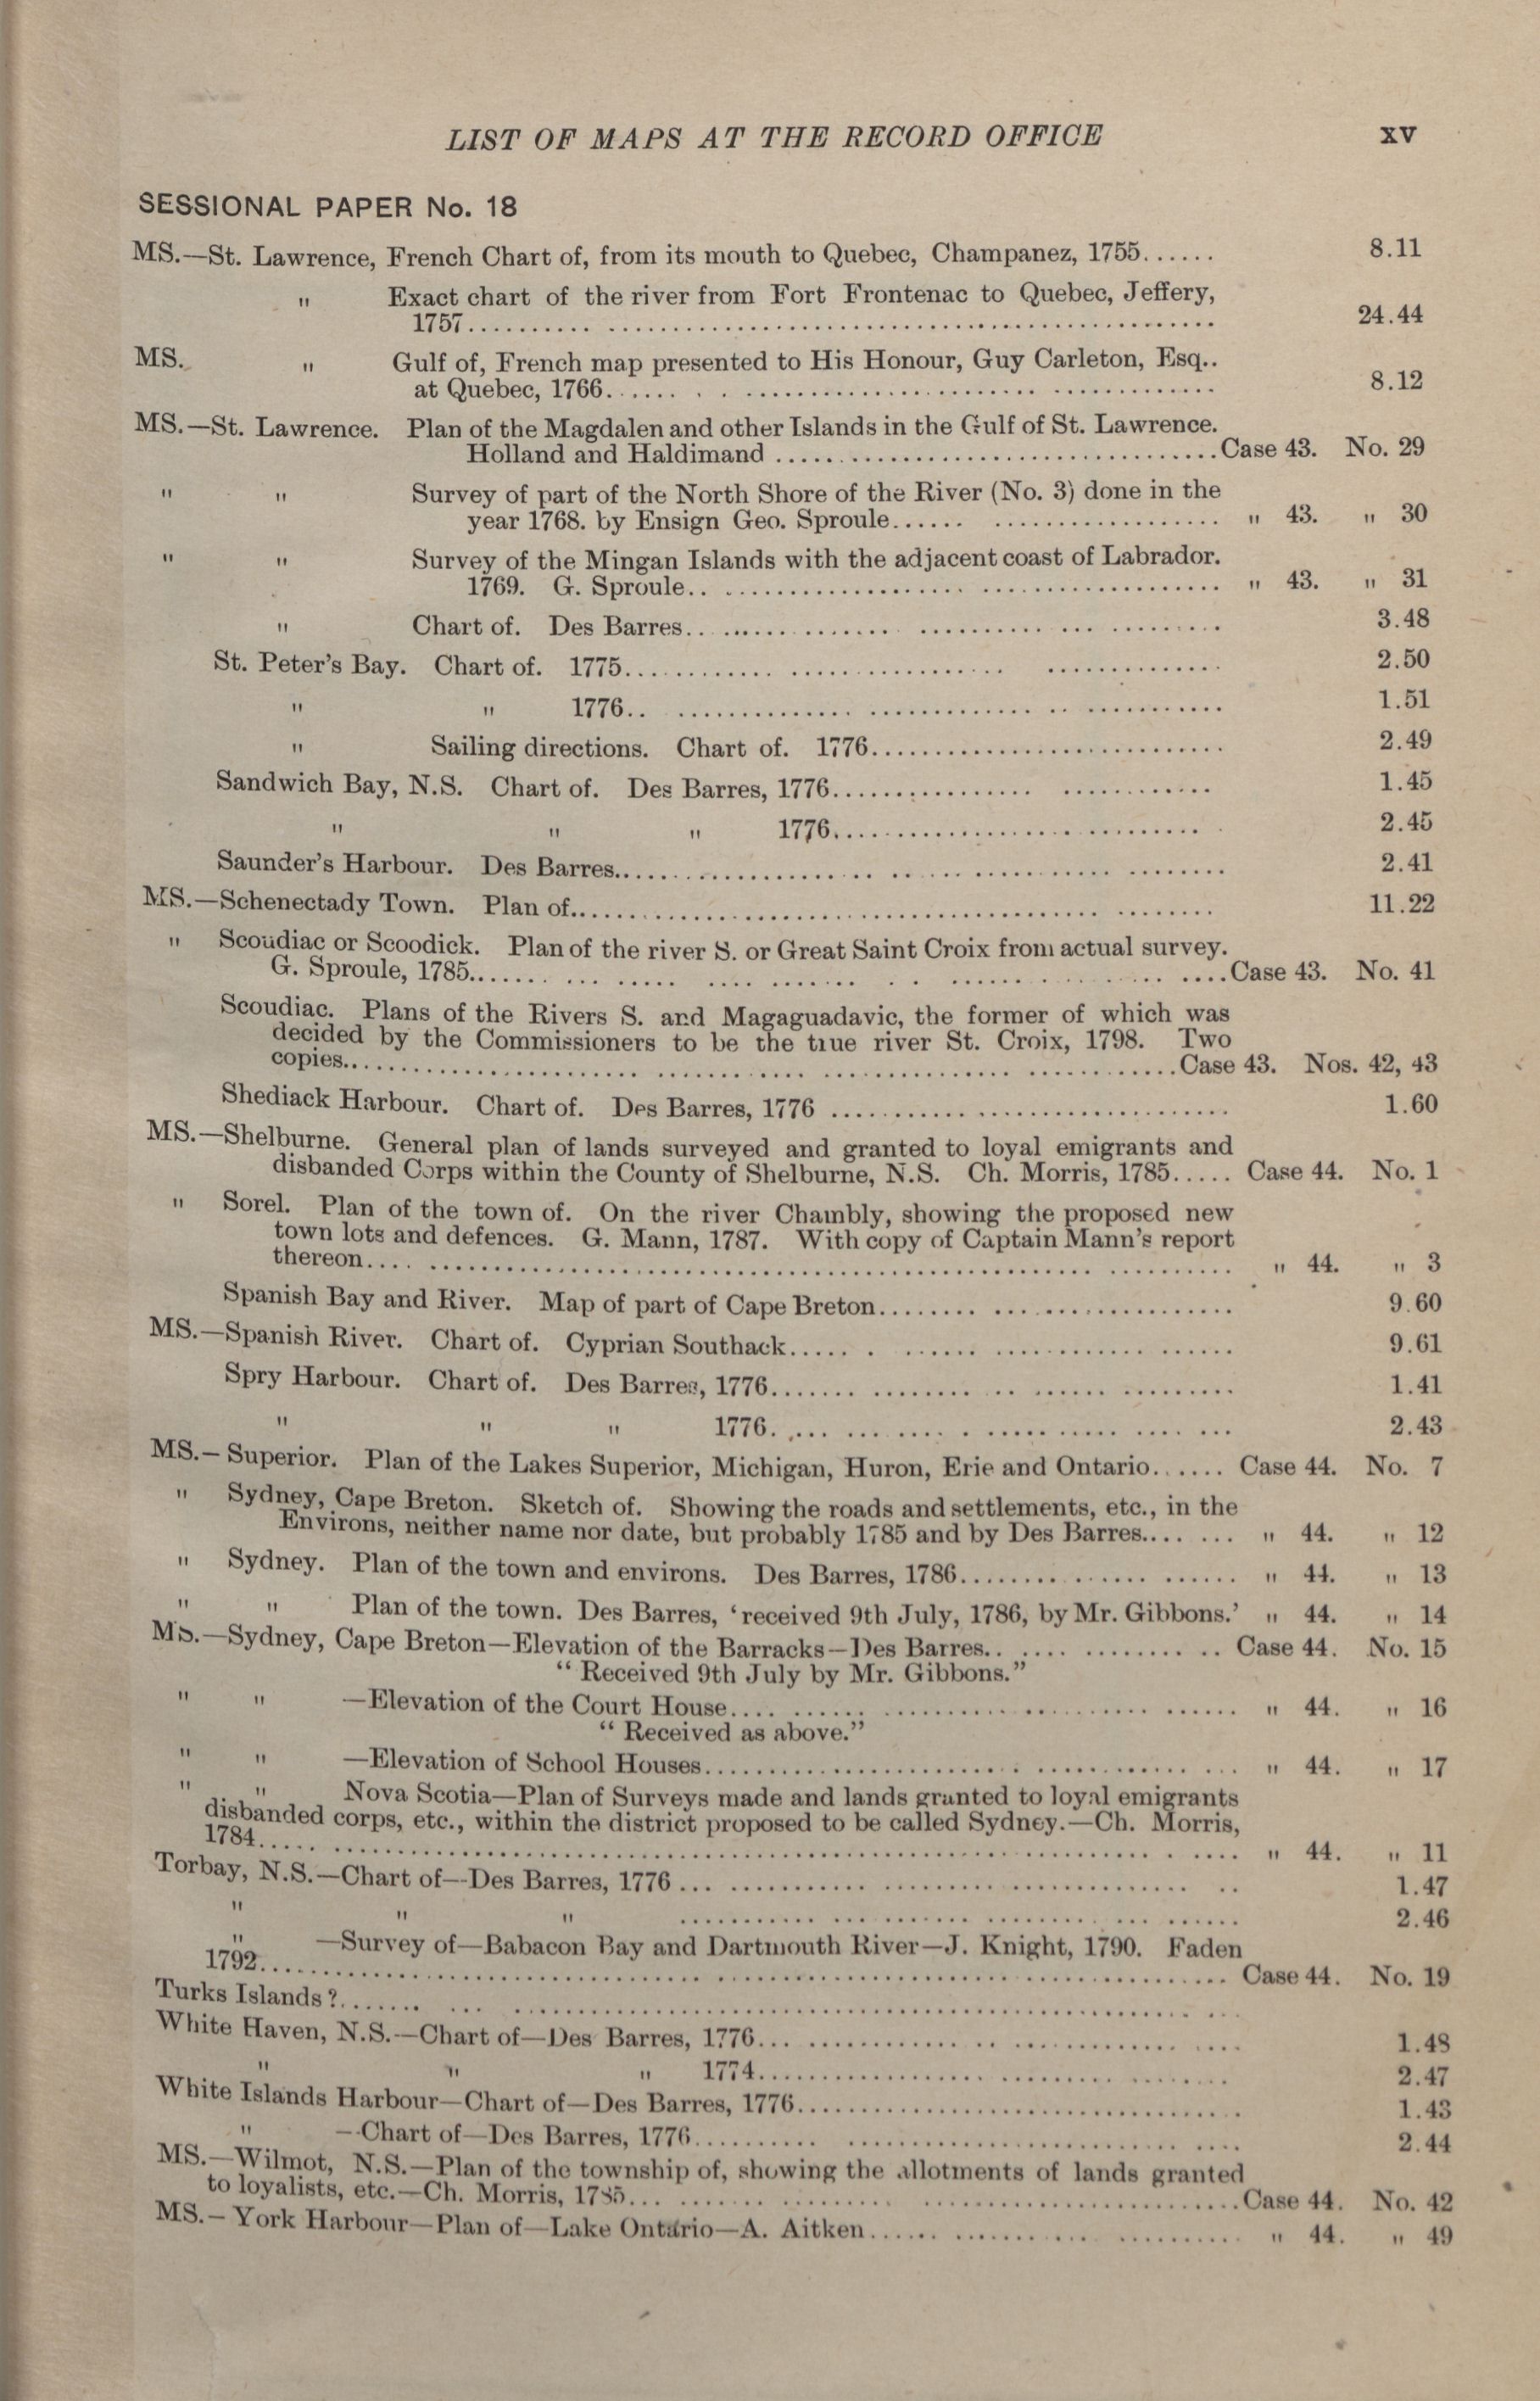 LIST OF MAPS AT THE RECORD OFFICE xv
SESSIONAL PAPER No. 18
MS.—St. Lawrence, French Chart of, from its mouth to Quebec, Champanez, 1755...... 8.11
" Exact chart of the river from Fort Frontenac to Quebec, Jeffery,
1757.......... 24.44
MS. " Gulf of, French map presented to His Honour, Guy Carleton, Esq..
at Quebec, 1766.......... 8.12
MS.—St. Lawrence. Plan of the Magdalen and other Islands in the Gulf of St. Lawrence.
Holland and Haldimand .......... Case 43. No. 29
" " Survey of part of the North Shore of the River (No. 3) done in the
year 1768. by Ensign Geo. Sproule.......... " 43. " 30
" " Survey of the Mingan Islands with the adjacent coast of Labrador.
1769. G. Sproule.......... " 43. " 31
" Chart of. Des Barres.......... 3.48
St. Peter's Bay. Chart of. 1775.......... 2.50
" " 1776.......... 1.51
" Sailing directions. Chart of. 1776.......... 2.49
Sandwich Bay, N.S. Chart of. Des Barres, 1776.......... 1.45
" " " 1776.......... 2.45
Saunder's Harbour. Des Barres.......... 2.41
MS.—Schenectady Town. Plan of.......... 11.22
" Scoudiac or Scoodick. Plan of the river S. or Great Saint Croix from actual survey.
G. Sproule, 1785.......... Case 43. No. 41
Scoudiac. Plans of the Rivers S. and Magaguadavic, the former of which was
decided by the Commissioners to be the true river St. Croix, 1798. Two
copies.......... Case 43. Nos. 42, 43
Shediack Harbour. Chart of. Des Barres, 1776 .......... 1.60
MS.—Shelburne. General plan of lands surveyed and granted to loyal emigrants and
disbanded Corps within the County of Shelburne, N.S. Ch. Morris, 1785..... Case 44. No. 1
" Sorel. Plan of the town of. On the river Chambly, showing the proposed new
town lots and defences. G. Mann, 1787. With copy of Captain Mann's report
thereon.......... " 44. " 3
Spanish Bay and River. Map of part of Cape Breton.......... 9.60
MS.—Spanish River. Chart of. Cyprian Southack.......... 9.61
Spry Harbour. Chart of. Des Barres, 1776.......... 1.41
" " " 1776.......... 2.43
MS.—Superior. Plan of the Lakes Superior, Michigan, Huron, Erie and Ontario...... Case 44. No. 7
" Sydney, Cape Breton. Sketch of. Showing the roads and settlements, etc., in the
Environs, neither name nor date, but probably 1785 and by Des Barres....... " 44. " 12
" Sydney. Plan of the town and environs. Des Barres, 1786.......... " 44. " 13
" " Plan of the town. Des Barres, 'received 9th July, 1786, by Mr. Gibbons.' " 44. " 14
MS.—Sydney, Cape Breton—Elevation of the Barracks—Des Barres.......... Case 44. No. 15
"Received 9th July by Mr. Gibbons."
" " —Elevation of the Court House.......... " 44. " 16
"Received as above."
" " —Elevation of School Houses.......... " 44. " 17
" " Nova Scotia—Plan of Surveys made and lands granted to loyal emigrants
disbanded corps, etc., within the district proposed to be called Sydney.—Ch. Morris,
1784.......... " 44. " 11
Torbay, N.S.—Chart of—Des Barres, 1776 .......... 1.47
" " " .......... 2.46
" —Survey of—Babacon Bay and Dartmouth River—J. Knight, 1790. Faden
1792.......... Case 44. No. 19
Turks Islands ?..........
White Haven, N.S.—Chart of—Des Barres, 1776.......... 1.48
" " " 1774.......... 2.47
White Islands Harbour—Chart of—Des Barres, 1776.......... 1.43
" —Chart of—Des Barres, 1776.......... 2.44
MS.—Wilmot, N.S.—Plan of the township of, showing the allotments of lands granted
to loyalists, etc.—Ch. Morris, 1785.......... Case 44. No. 42
MS.—York Harbour—Plan of—Lake Ontario—A. Aitken.......... " 44. " 49